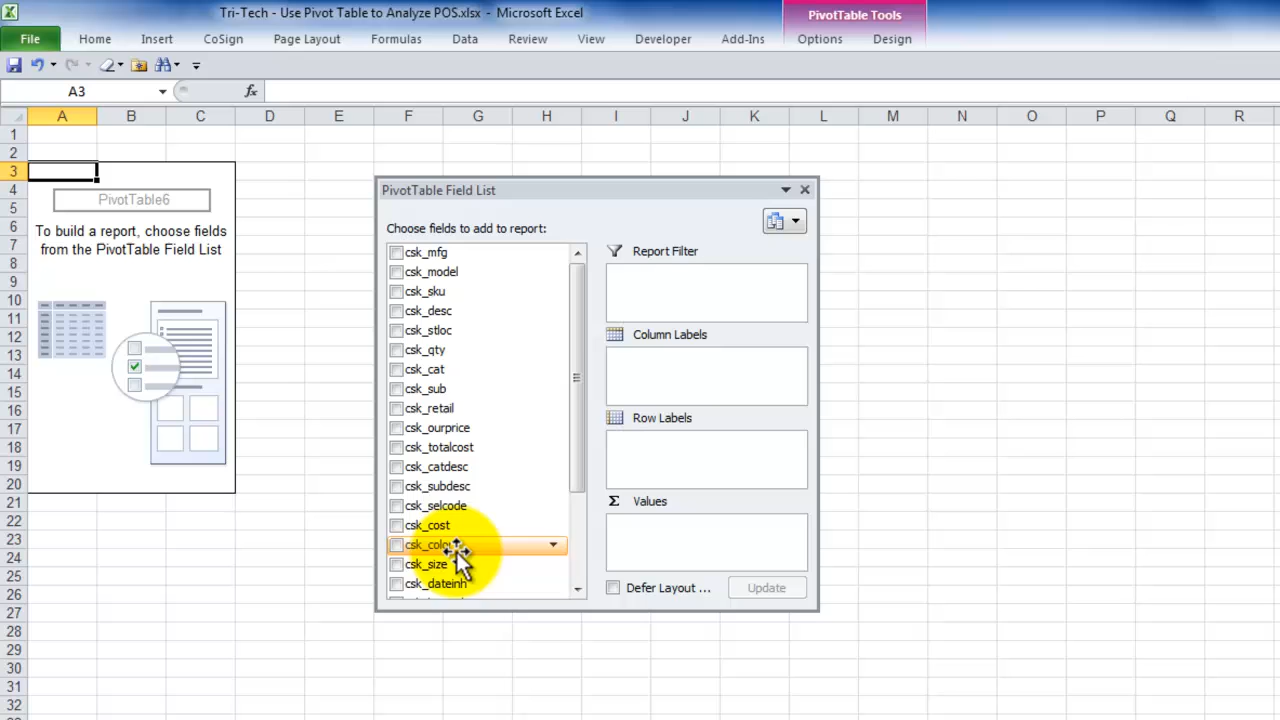 Tri-Tech - Use Pivot Table to Analyze POS.xlsx - Microsoft Excel
PivotTable Tools
File Home Insert CoSign Page Layout Formulas Data Review View Developer Add-Ins Options Design
A3 fx
A B C D E F G H I J K L M N O P Q R
1
2
3
4
5
6
7
8
9
10
11
12
13
14
15
16
17
18
19
20
21
22
23
24
25
26
27
28
29
30
31
32
PivotTable6
To build a report, choose fields
from the PivotTable Field List
PivotTable Field List
Choose fields to add to report:
csk_mfg
csk_model
csk_sku
csk_desc
csk_stloc
csk_qty
csk_cat
csk_sub
csk_retail
csk_ourprice
csk_totalcost
csk_catdesc
csk_subdesc
csk_selcode
csk_cost
csk_size
csk_dateinh
Report Filter
Column Labels
Row Labels
Σ Values
Defer Layout ... Update